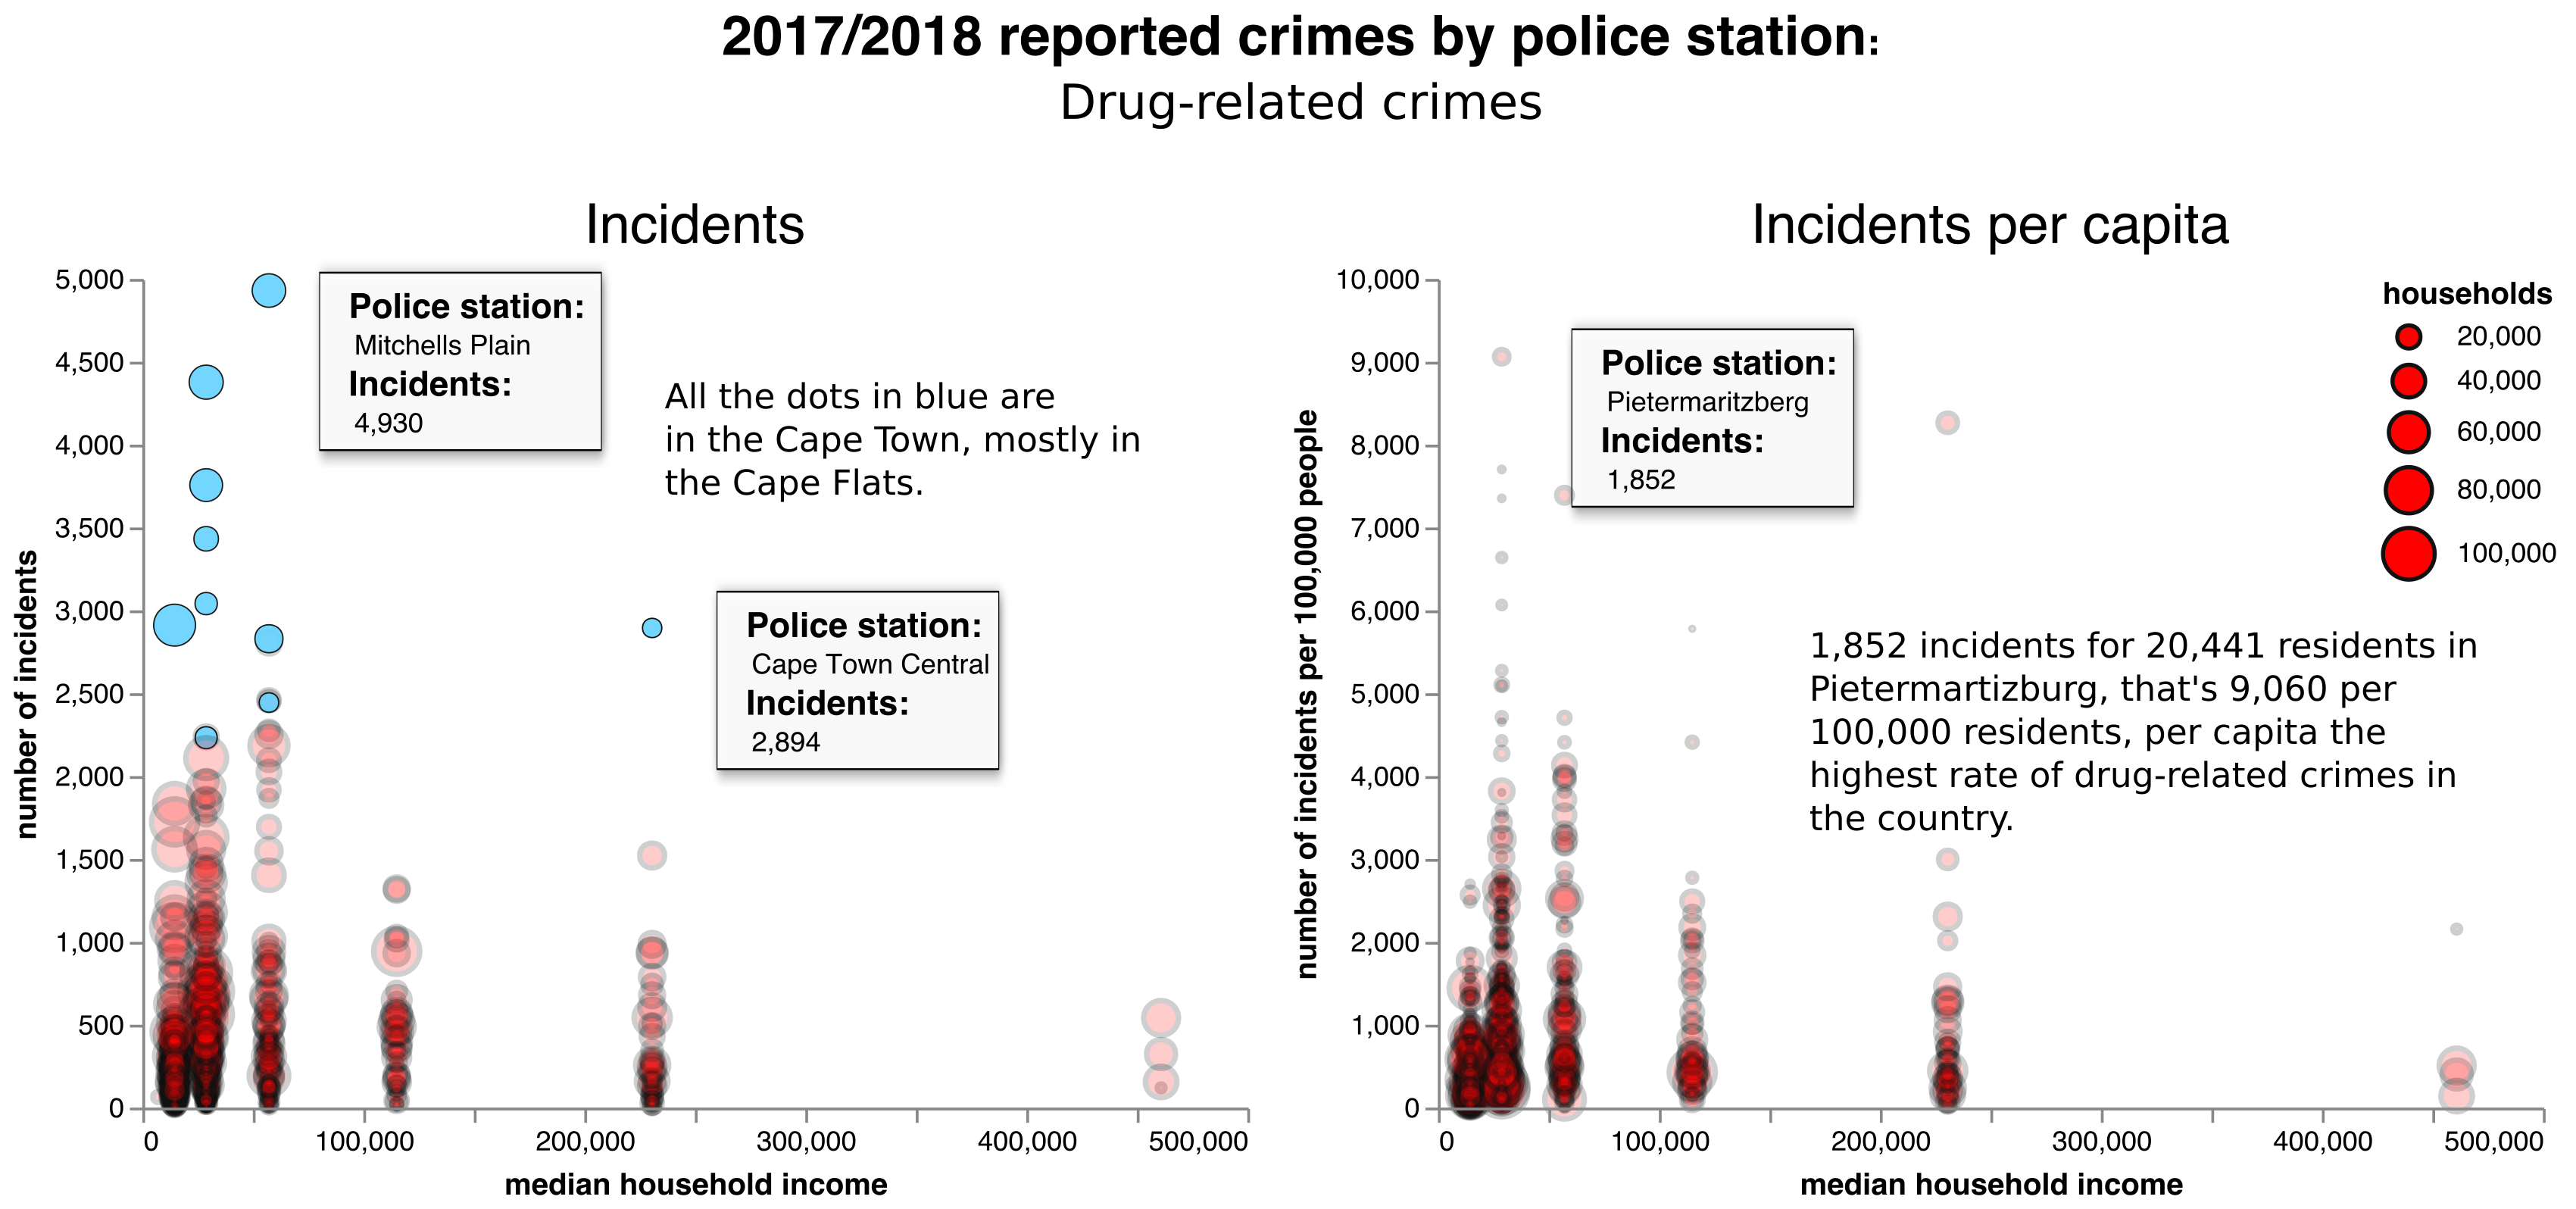 2017/2018 reported crimes by police station:
Drug-related crimes
Incidents
5,000
4,500
4,000
3,500
3,000
2,500
2,000
1,500
1,000
500
0
number of incidents
0
100,000
200,000
300,000
400,000
500,000
median household income
Police station:
Mitchells Plain
Incidents:
4,930
All the dots in blue are
in the Cape Town, mostly in
the Cape Flats.
Police station:
Cape Town Central
Incidents:
2,894
Incidents per capita
10,000
9,000
8,000
7,000
6,000
5,000
4,000
3,000
2,000
1,000
0
number of incidents per 100,000 people
0
100,000
200,000
300,000
400,000
500,000
median household income
Police station:
Pietermaritzberg
Incidents:
1,852
households
20,000
40,000
60,000
80,000
100,000
1,852 incidents for 20,441 residents in
Pietermartizburg, that's 9,060 per
100,000 residents, per capita the
highest rate of drug-related crimes in
the country.